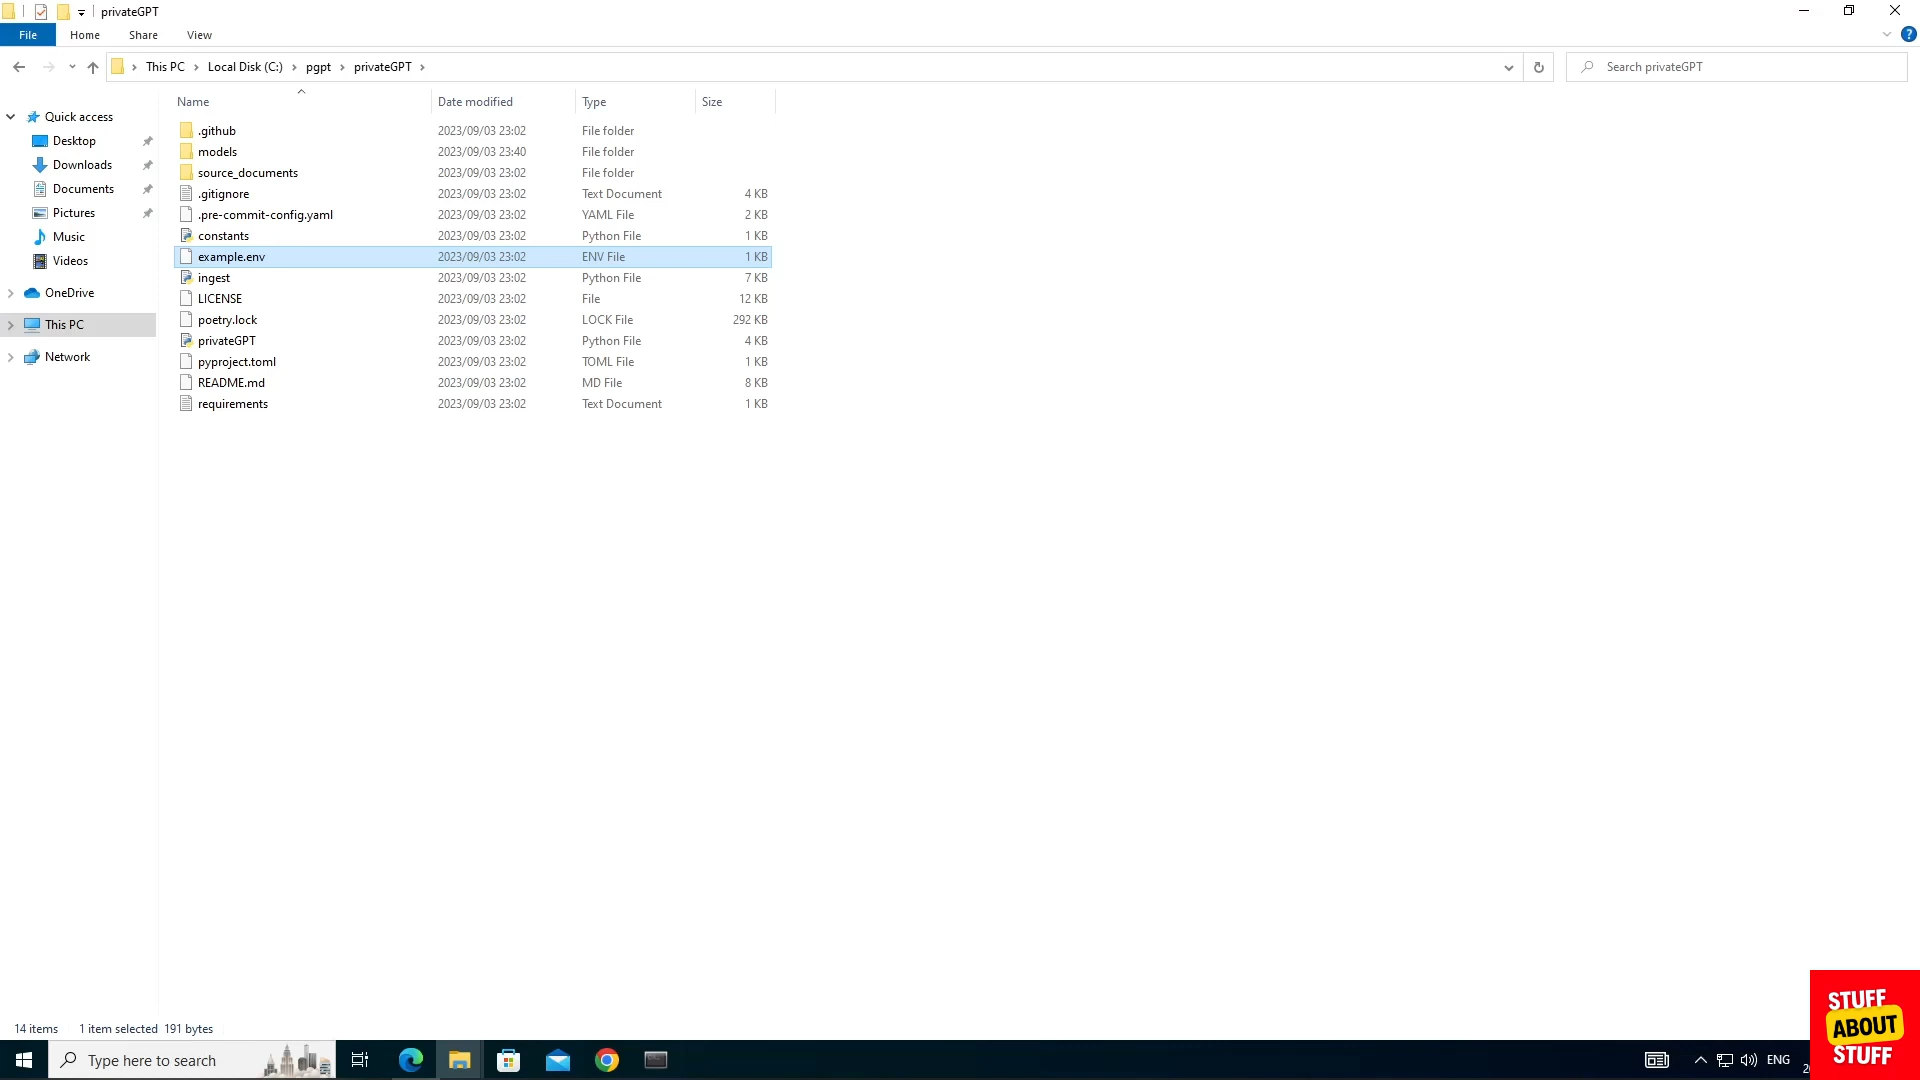 privateGPT
File Home Share View
This PC Local Disk (C:) pgpt privateGPT
Search privateGPT
Name Date modified Type Size
Quick access
Desktop
Downloads
Documents
Pictures
Music
Videos
OneDrive
This PC
Network
.github 2023/09/03 23:02 File folder
models 2023/09/03 23:40 File folder
source_documents 2023/09/03 23:02 File folder
.gitignore 2023/09/03 23:02 Text Document 4 KB
.pre-commit-config.yaml 2023/09/03 23:02 YAML File 2 KB
constants 2023/09/03 23:02 Python File 1 KB
example.env 2023/09/03 23:02 ENV File 1 KB
ingest 2023/09/03 23:02 Python File 7 KB
LICENSE 2023/09/03 23:02 File 12 KB
poetry.lock 2023/09/03 23:02 LOCK File 292 KB
privateGPT 2023/09/03 23:02 Python File 4 KB
pyproject.toml 2023/09/03 23:02 TOML File 1 KB
README.md 2023/09/03 23:02 MD File 8 KB
requirements 2023/09/03 23:02 Text Document 1 KB
14 items 1 item selected 191 bytes
Type here to search
ENG
STUFF
ABOUT
STUFF